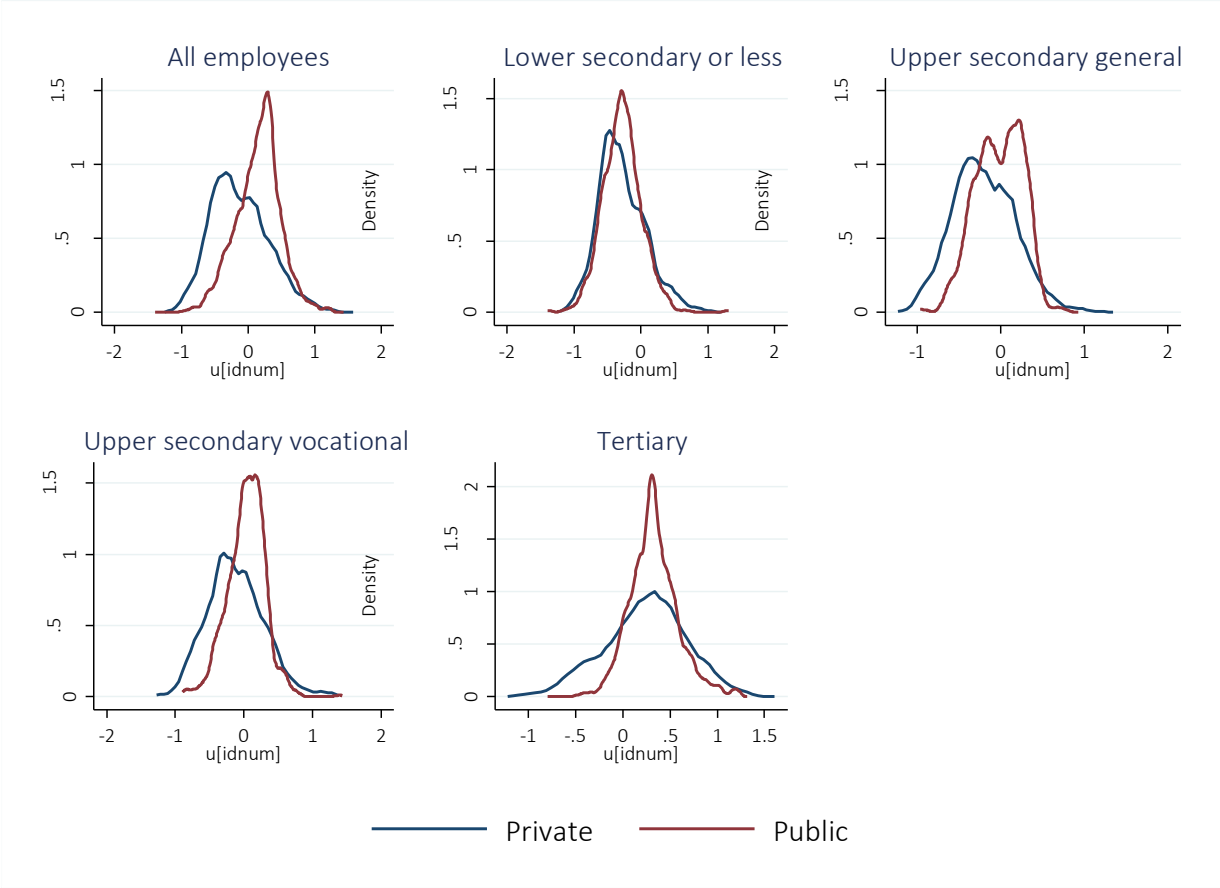 All employees
Lower secondary or less
Upper secondary general
1.5
1
.5
0
-2 -1 0 1 2
u[idnum]
Density
1.5
1
.5
0
-2 -1 0 1 2
u[idnum]
Density
1.5
1
.5
0
-1 0 1 2
u[idnum]
Upper secondary vocational
Tertiary
1.5
1
.5
0
-2 -1 0 1 2
u[idnum]
Density
2
1.5
1
.5
0
-1 -.5 0 .5 1 1.5
u[idnum]
Private
Public